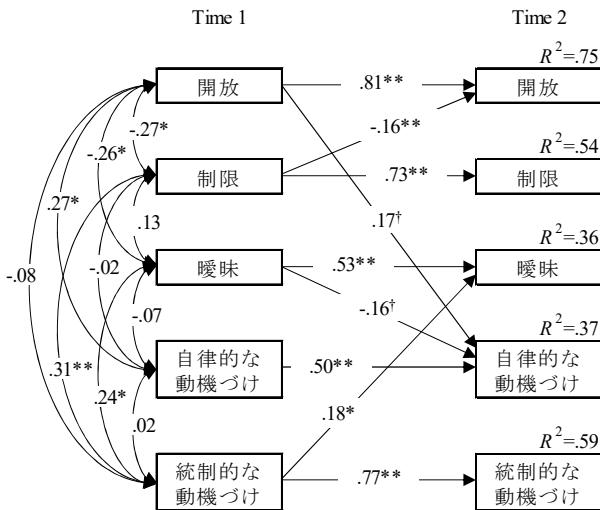 Time 1
Time 2
R²=.75
開放
.81**
開放
-.27*
-.16**
-.26*
R²=.54
制限
.73**
制限
.27*
.13
.17†
R²=.36
-.02
曖昧
.53**
曖昧
-.08
-.07
-.16†
R²=.37
自律的な
動機づけ
.50**
自律的な
動機づけ
.31**
.24*
.18*
.02
R²=.59
統制的な
動機づけ
.77**
統制的な
動機づけ